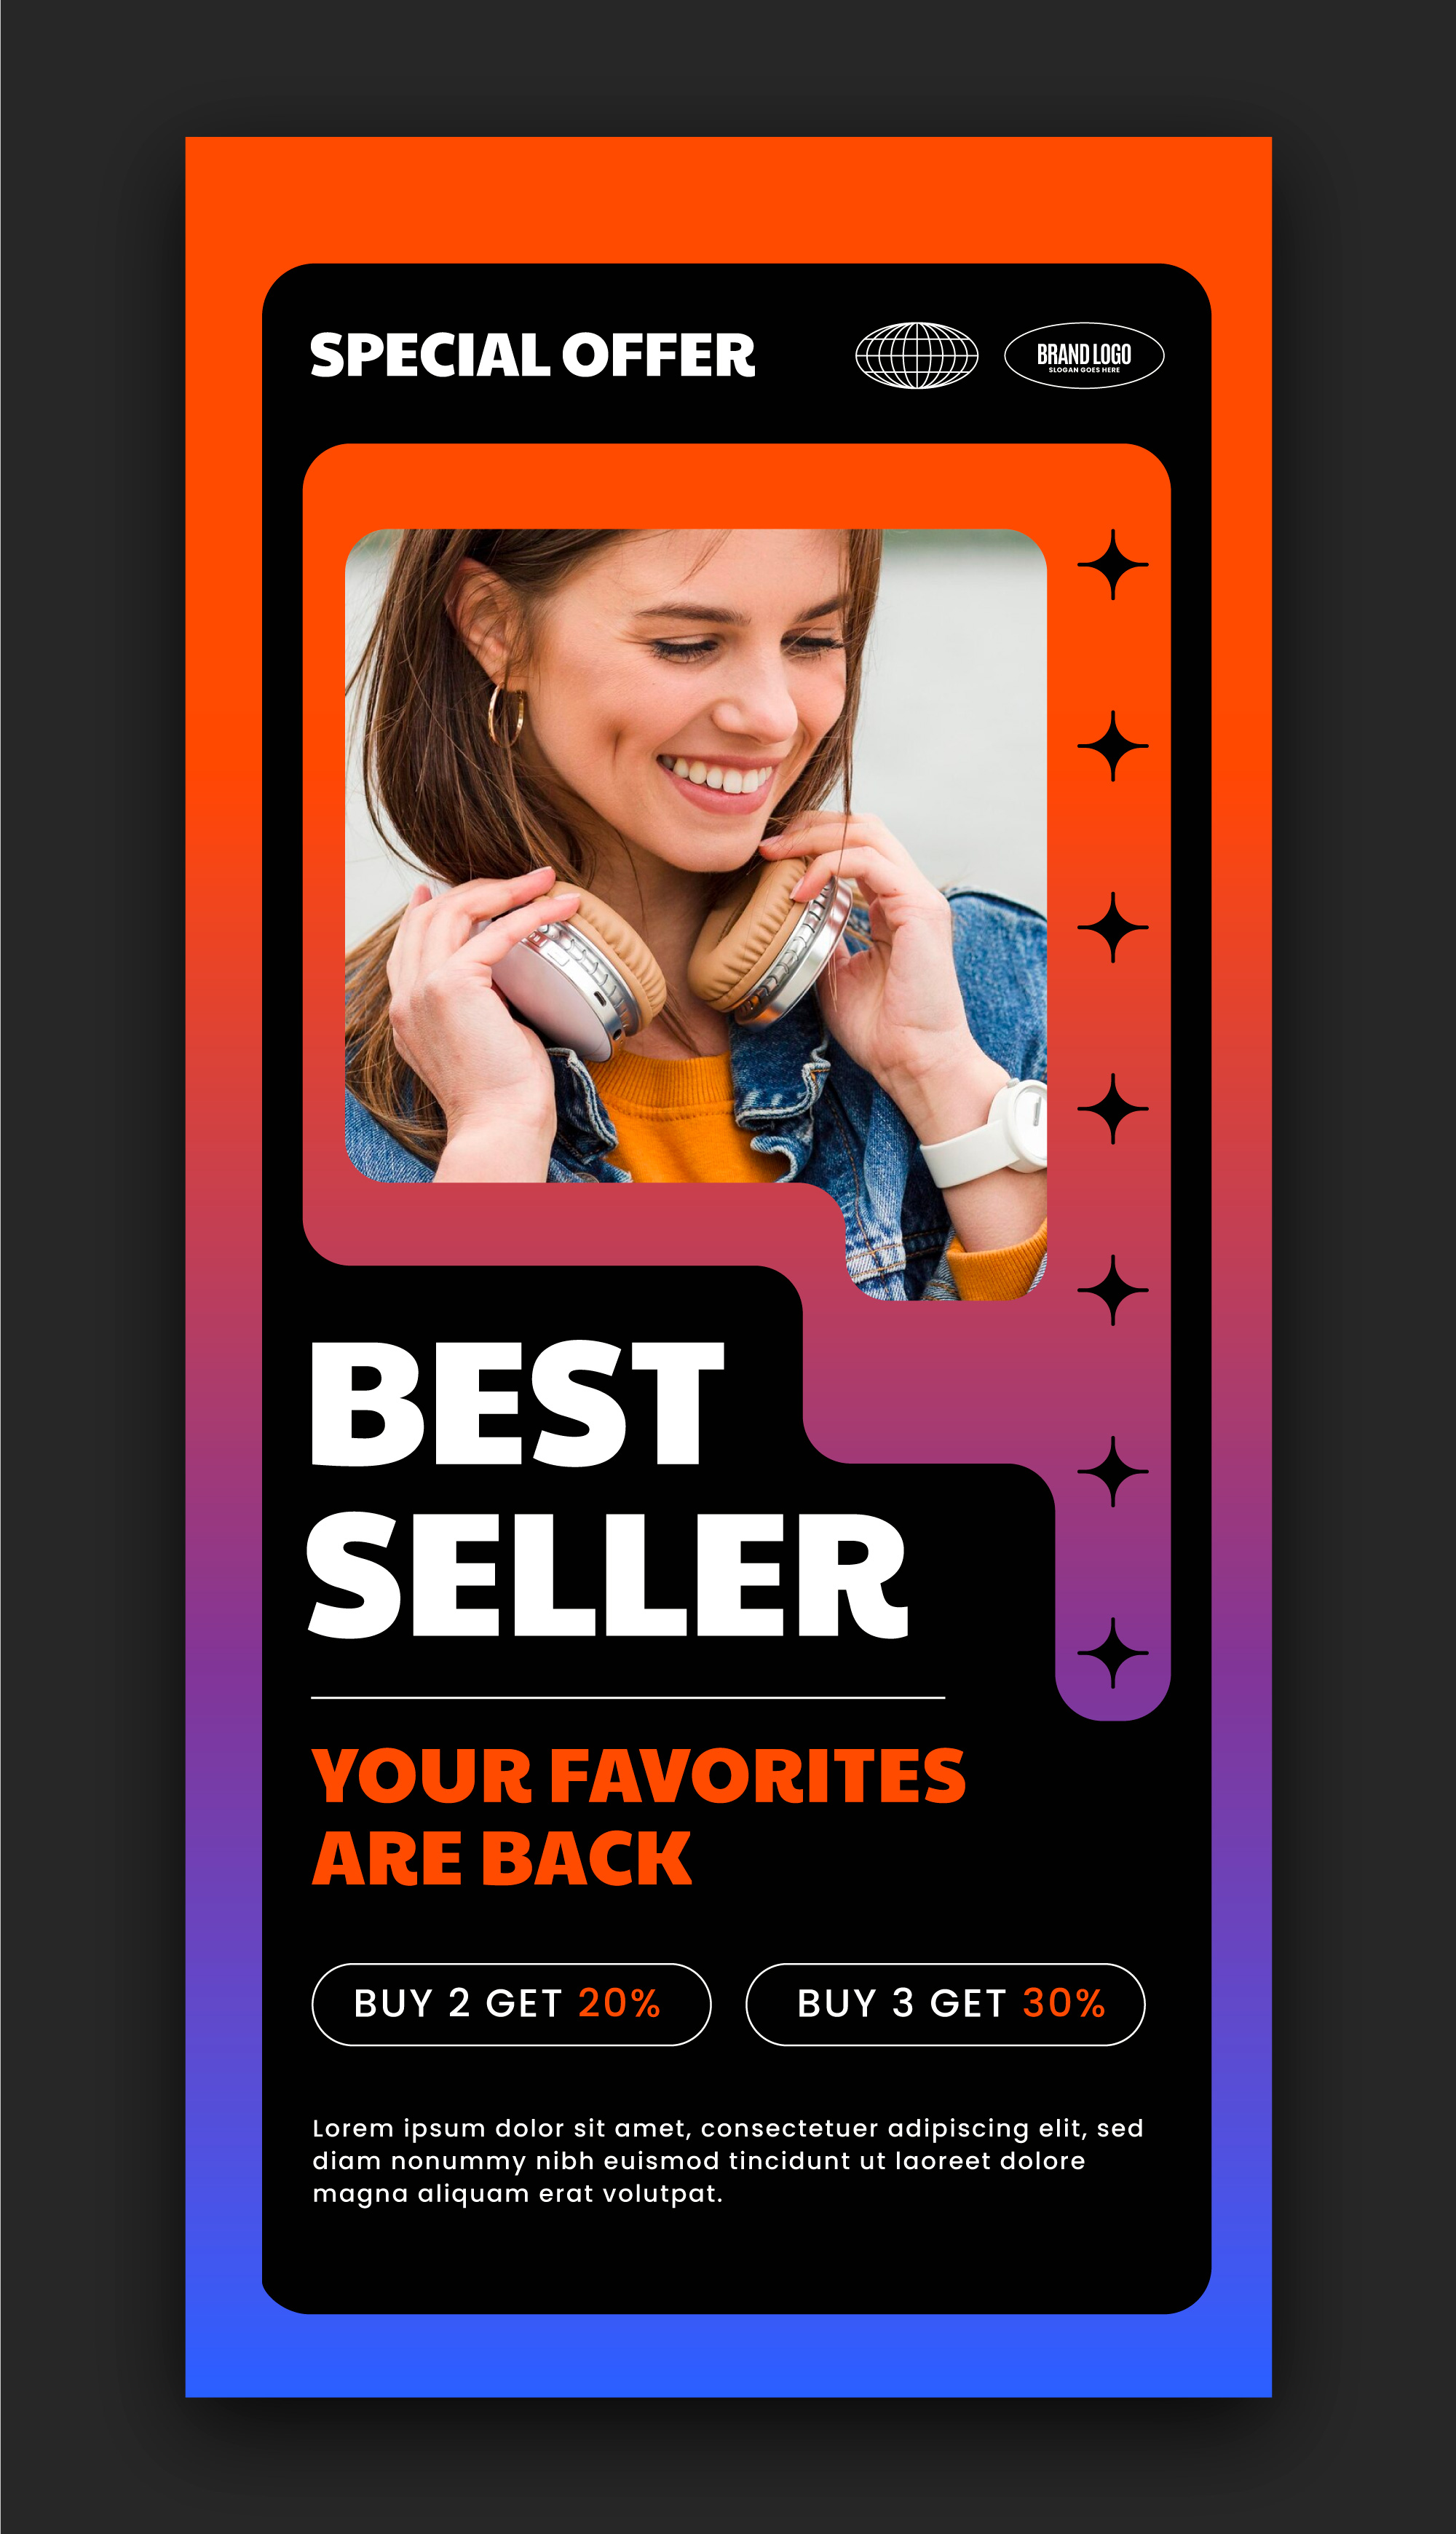 SPECIAL OFFER
BRAND LOGO
SLOGAN GOES HERE
BEST
SELLER
YOUR FAVORITES
ARE BACK
BUY 2 GET 20%
BUY 3 GET 30%
Lorem ipsum dolor sit amet, consectetuer adipiscing elit, sed
diam nonummy nibh euismod tincidunt ut laoreet dolore
magna aliquam erat volutpat.